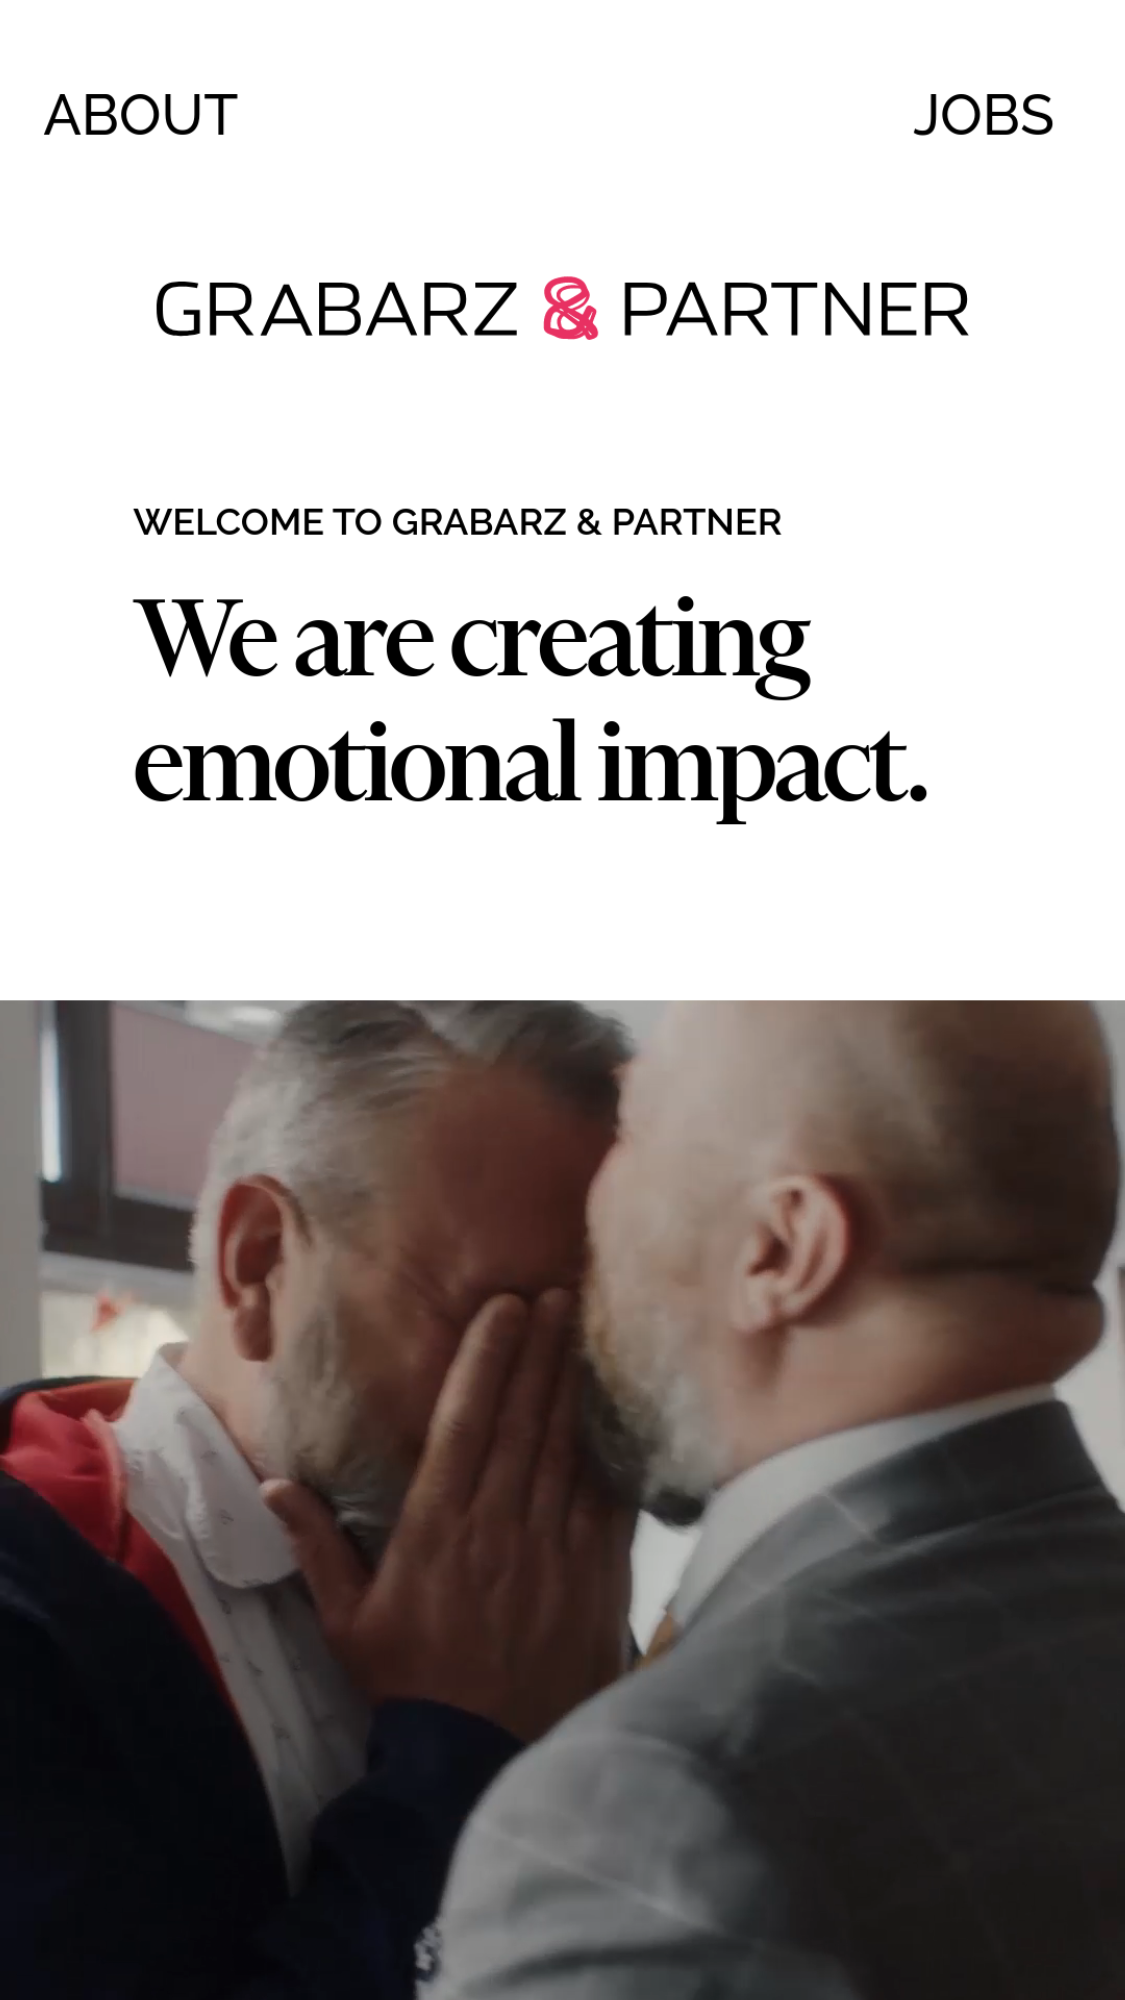 ABOUT
JOBS
GRABARZ & PARTNER
WELCOME TO GRABARZ & PARTNER
We are creating
emotional impact.